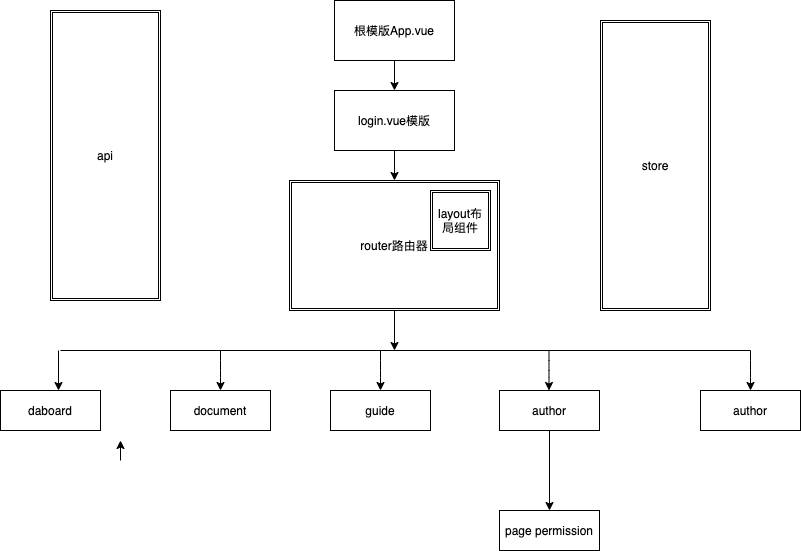 根模版App.vue
login.vue模版
api
store
layout布
局组件
router路由器
daboard
document
guide
author
author
page permission